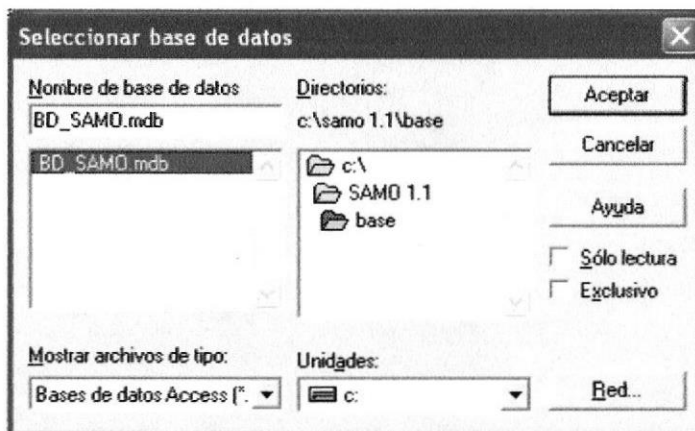 Seleccionar base de datos
Nombre de base de datos
BD_SAMO.mdb
BD_SAMO.mdb
Mostrar archivos de tipo:
Bases de datos Access (*.
Directorios:
c:\samo 1.1\base
c:\
SAMO 1.1
base
Unidades:
c:
Aceptar
Cancelar
Ayuda
Sólo lectura
Exclusivo
Red...